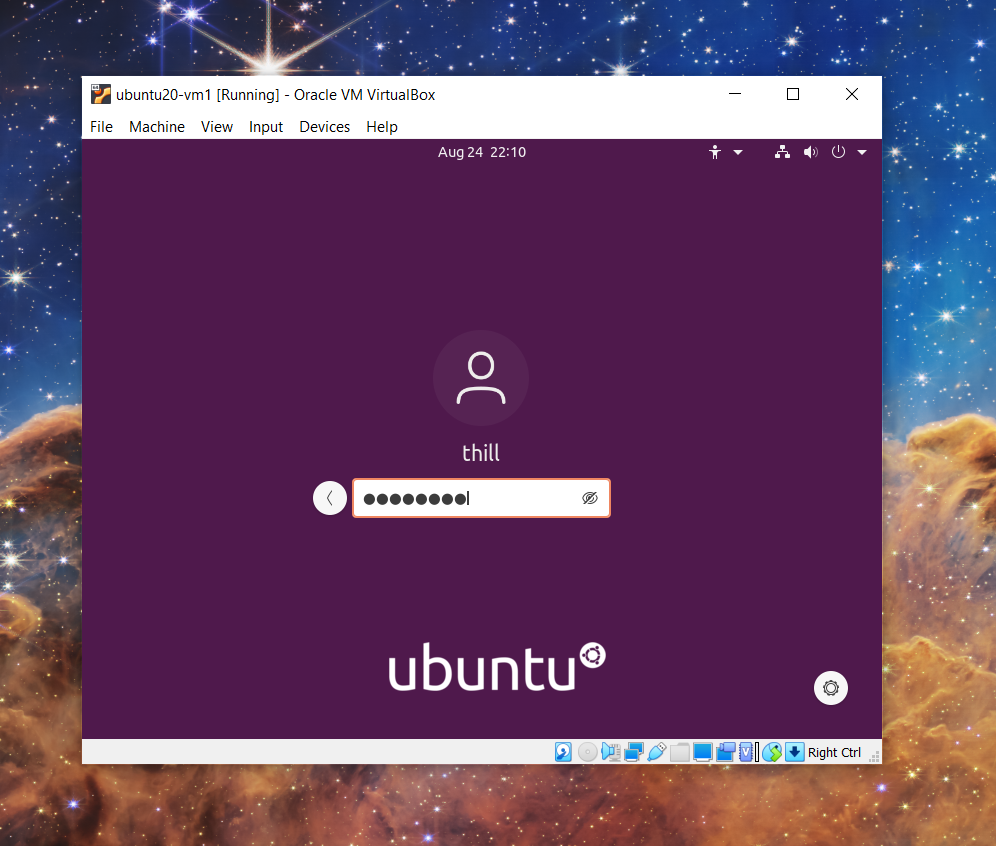 ubuntu20-vm1 [Running] - Oracle VM VirtualBox
File Machine View Input Devices Help
Aug 24 22:10
thill
ubuntu
Right Ctrl